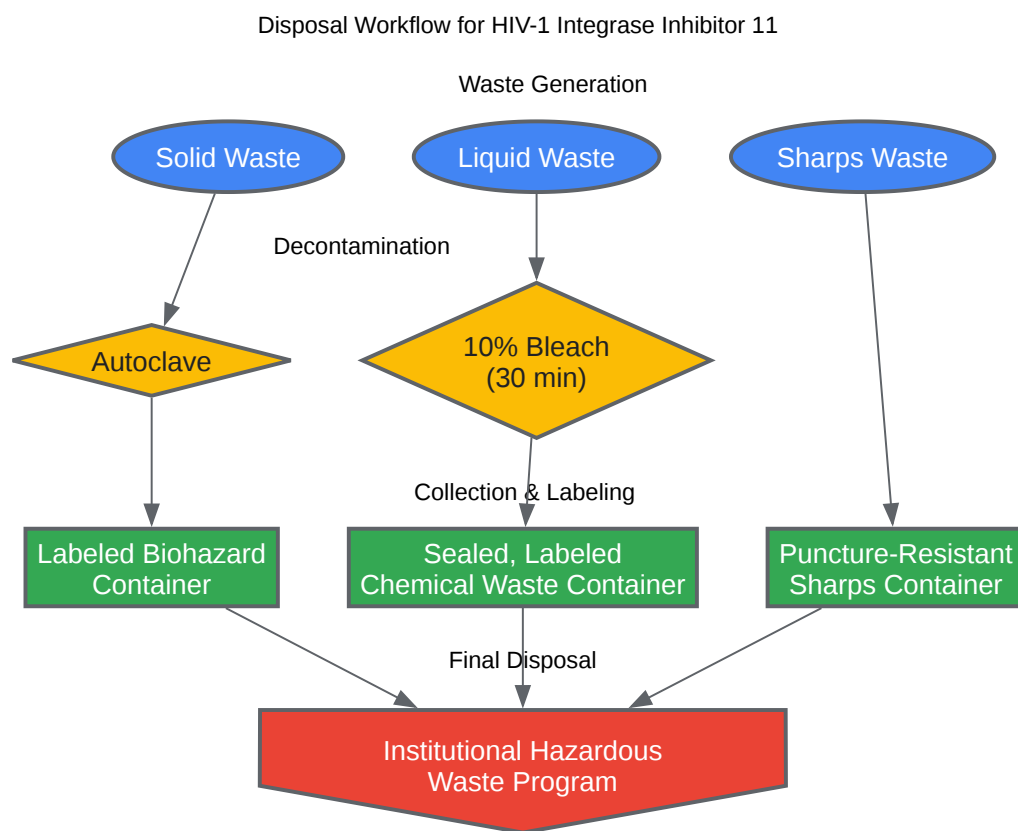 Disposal Workflow for HIV-1 Integrase Inhibitor 11
Waste Generation
Solid Waste
Liquid Waste
Sharps Waste
Decontamination
Autoclave
10% Bleach
(30 min)
Collection & Labeling
Labeled Biohazard
Container
Sealed, Labeled
Chemical Waste Container
Puncture-Resistant
Sharps Container
Final Disposal
Institutional Hazardous
Waste Program